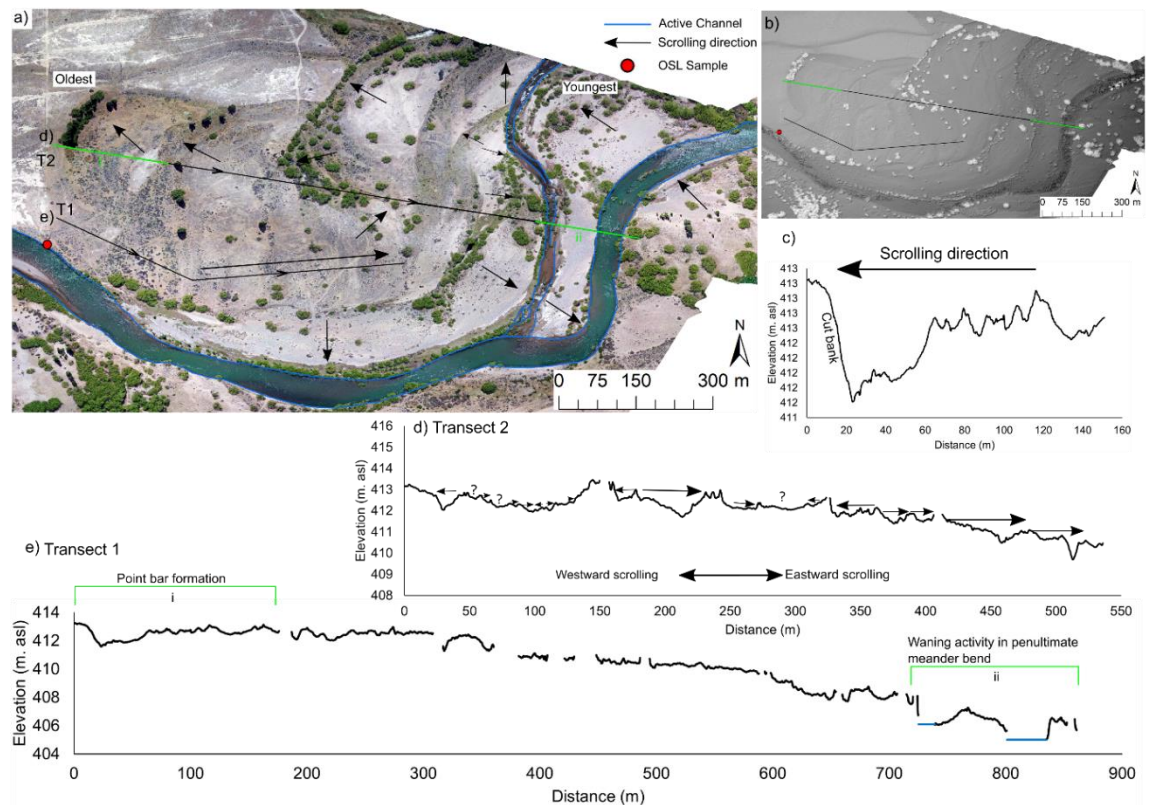 a)
Active Channel
Scrolling direction
OSL Sample
Oldest
Youngest
d)
T2
i
e)
T1
ii
N
0 75 150 300 m
b)
N
0 75 150 300 m
c)
Scrolling direction
Elevation (m. asl)
413
413
413
413
413
412
412
412
412
411
Cut bank
0 20 40 60 80 100 120 140 160
Distance (m)
d) Transect 2
Elevation (m. asl)
416
415
414
413
412
411
410
409
408
? ? ?
Westward scrolling Eastward scrolling
0 50 100 150 200 250 300 350 400 450 500 550
Distance (m)
e) Transect 1
Point bar formation
i
Waning activity in penultimate
meander bend
ii
Elevation (m. asl)
414
412
410
408
406
404
0 100 200 300 400 500 600 700 800 900
Distance (m)